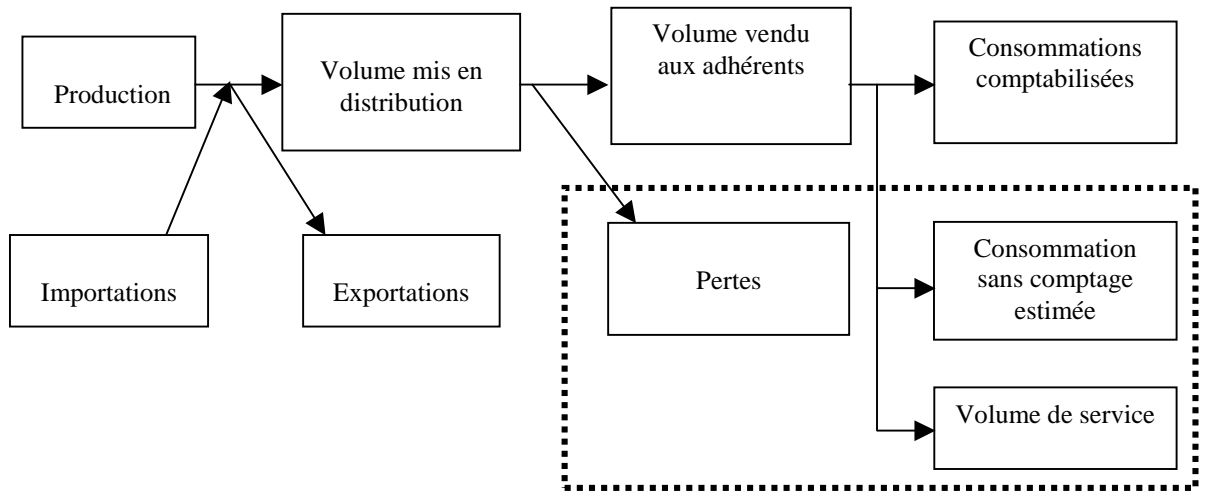 Production
Volume mis en
distribution
Volume vendu
aux adhérents
Consommations
comptabilisées
Importations
Exportations
Pertes
Consommation
sans comptage
estimée
Volume de service